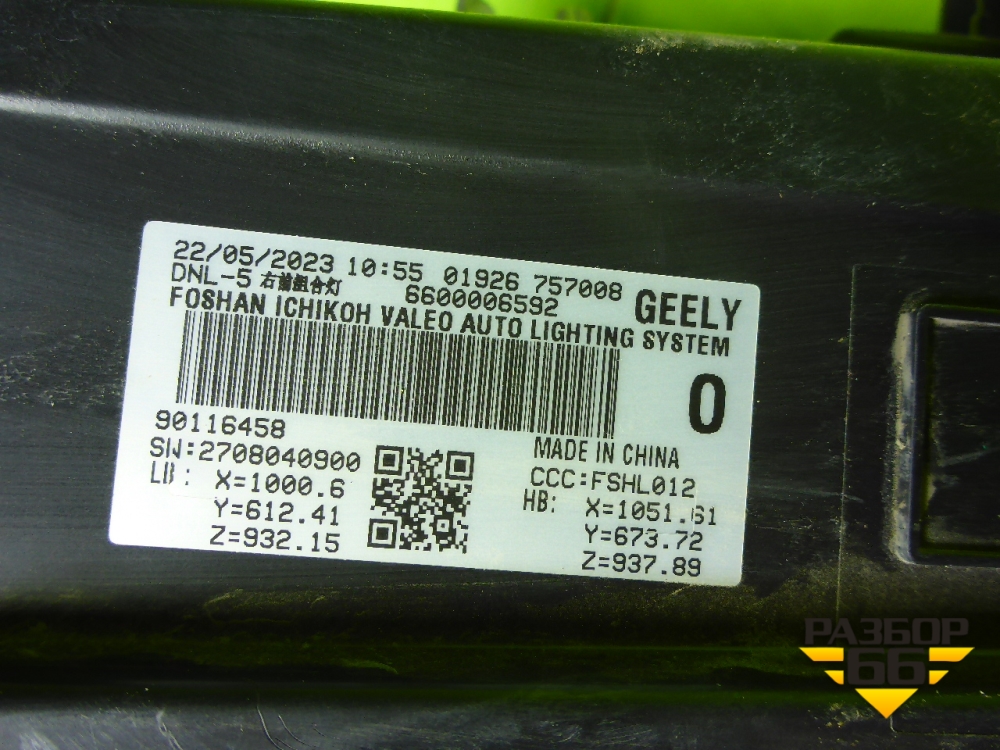 22/05/2023 10:55 01926 757008
DNL-5 右前组合灯 6600006592 GEELY
FOSHAN ICHIKOH VALEO AUTO LIGHTING SYSTEM
0
90116458
SW:2708040900
MADE IN CHINA
CCC:FSHL012
LB: X=1000.6
Y=612.41
Z=932.15
HB: X=1051.61
Y=673.72
Z=937.89
РАЗБОР
66